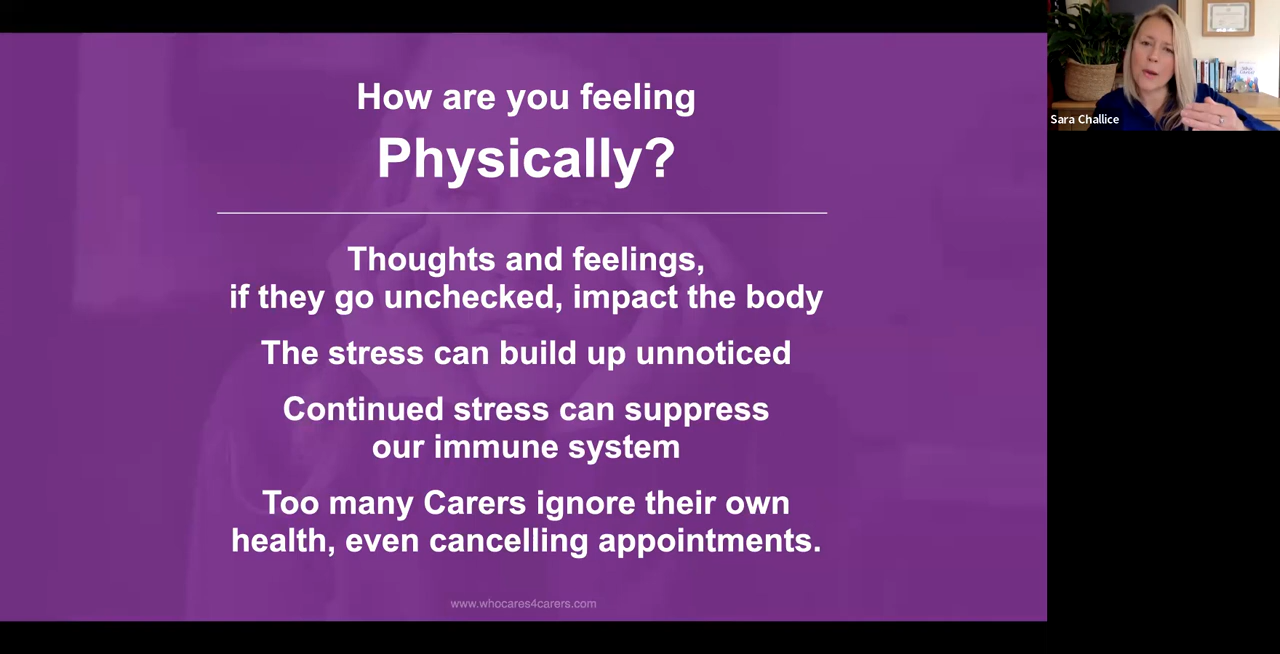 How are you feeling
Physically?
Thoughts and feelings,
if they go unchecked, impact the body
The stress can build up unnoticed
Continued stress can suppress
our immune system
Too many Carers ignore their own
health, even cancelling appointments.
www.whocares4carers.com
Sara Challice